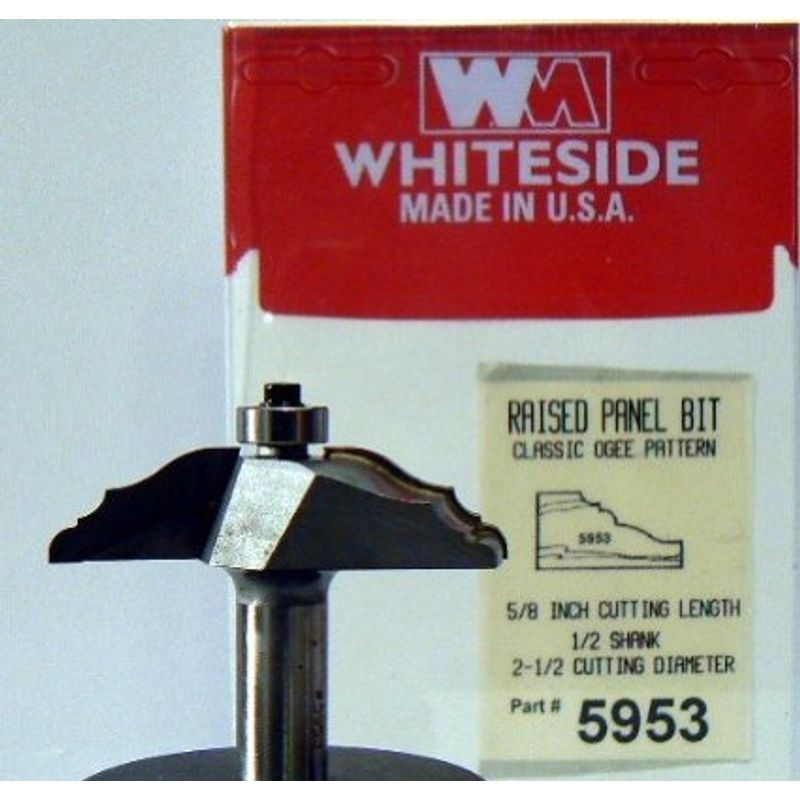 WM
WHITESIDE
MADE IN U.S.A.
RAISED PANEL BIT
CLASSIC OGEE PATTERN
5953
5/8 INCH CUTTING LENGTH
1/2 SHANK
2-1/2 CUTTING DIAMETER
Part # 5953